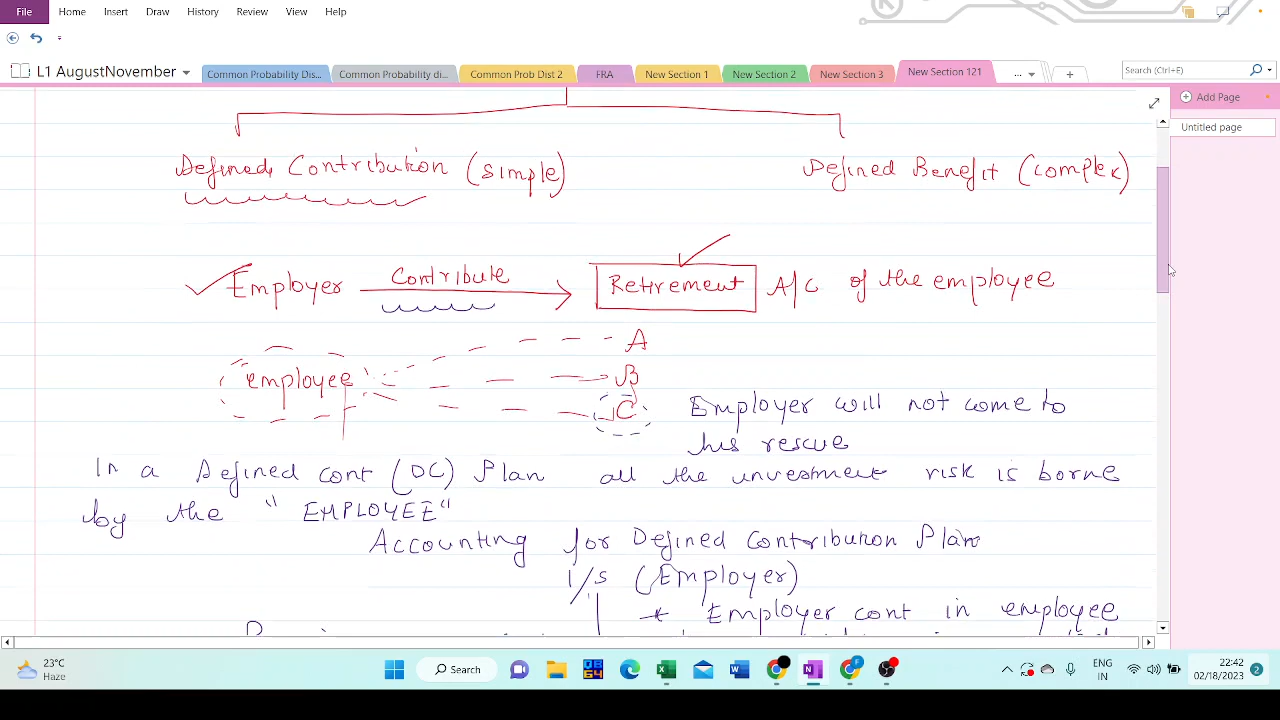 File Home Insert Draw History Review View Help
L1 AugustNovember Common Probability Dis... Common Probability di... Common Prob Dist 2 FRA New Section 1 New Section 2 New Section 3 New Section 121 ... + Search (Ctrl+E)
Add Page
Untitled page
Defined Contribution (simple) Defined Benefit (complex)
Employer Contribute Retirement A/C of the employee
A
employee B
C Employer will not come to
his rescue
In a Defined cont (DC) Plan all the investment risk is borne
by the "EMPLOYEE"
Accounting for Defined Contribution Plan
I/S (Employer)
* Employer cont in employee
23°C
Haze
Search
ENG
IN
22:42
02/18/2023
2